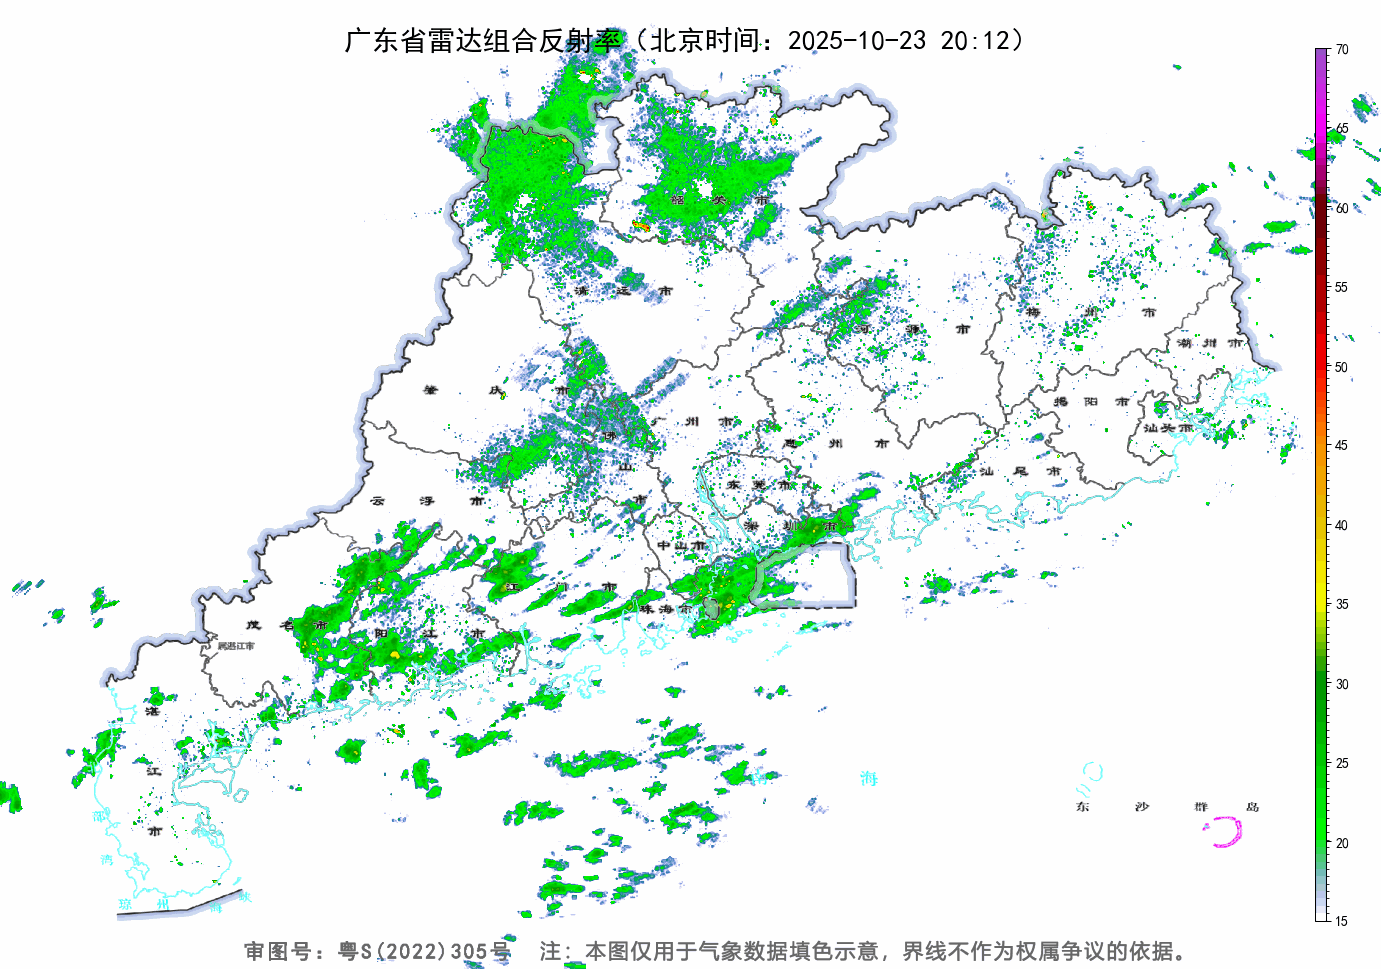 广东省雷达组合反射率（北京时间：2025-10-23 20:12）
70
65
60
55
50
45
40
35
30
25
20
15
韶 关 市
清 远 市
河 源 市
梅 州 市
潮 州 市
肇 庆 市
佛 山 市
广 州 市
惠 州 市
揭 阳 市
汕头市
汕 尾 市
东 莞 市
云 浮 市
深 圳 市
中山市
江 门 市
珠海市
茂 名 市
阳 江 市
属湛江市
湛 江 市
南 海
东 沙 群 岛
部 湾
琼 州 海 峡
审图号：粤S(2022)305号 注：本图仅用于气象数据填色示意，界线不作为权属争议的依据。